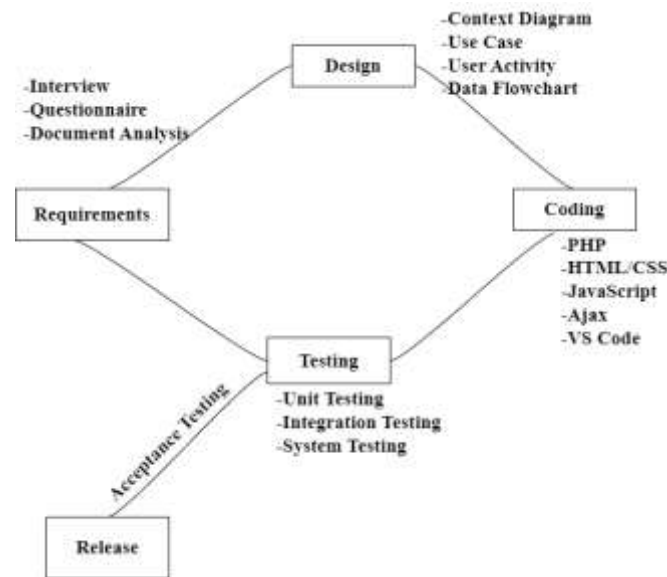 -Context Diagram
-Use Case
-User Activity
-Data Flowchart
Design
-Interview
-Questionnaire
-Document Analysis
Requirements
Coding
-PHP
-HTML/CSS
-JavaScript
-Ajax
-VS Code
Testing
-Unit Testing
-Integration Testing
-System Testing
Acceptance Testing
Release